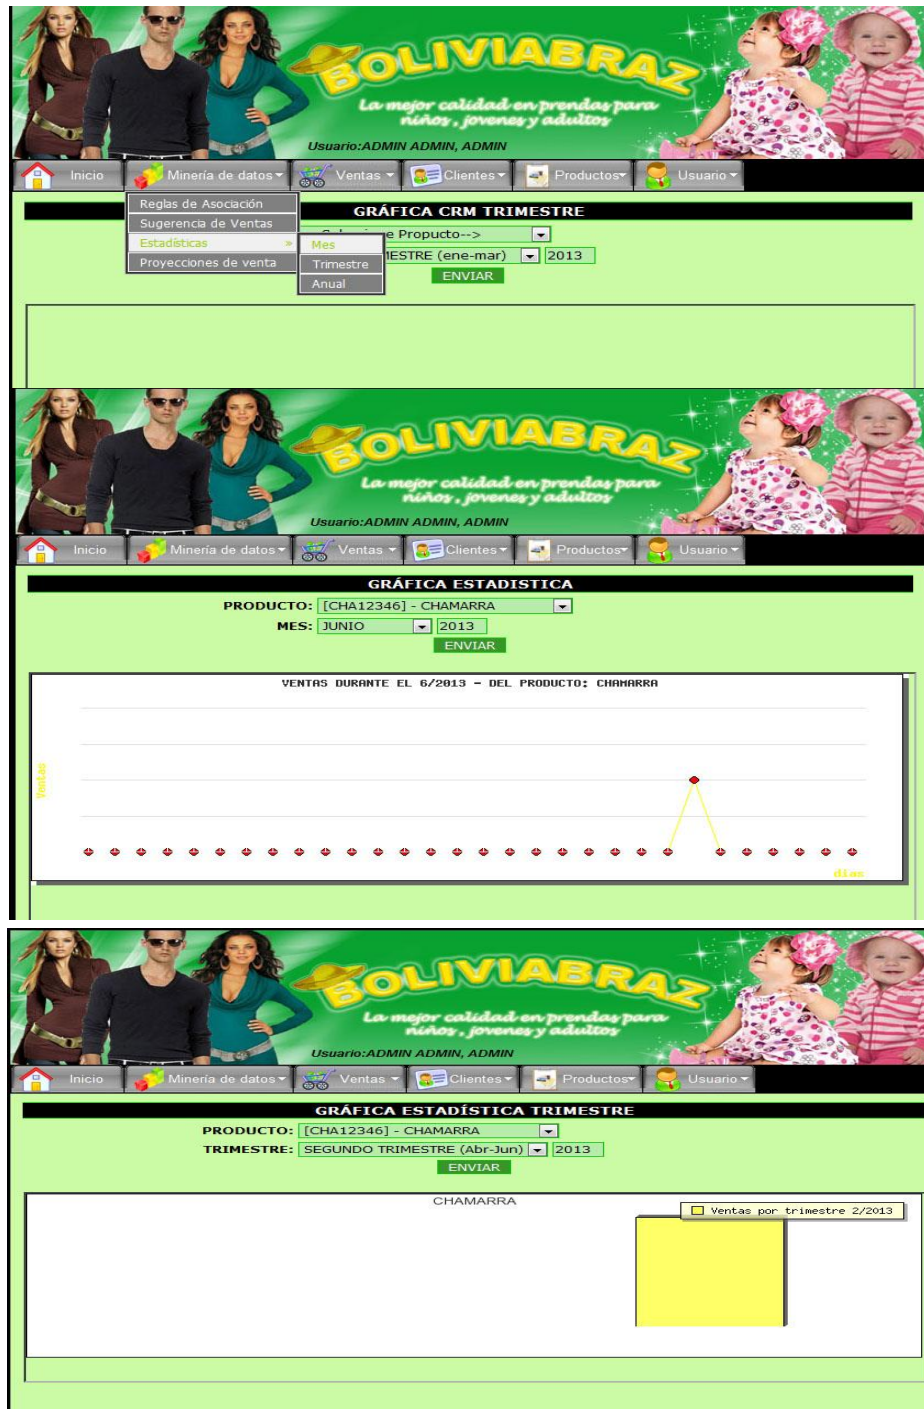 BOLIVIABRAZ
La mejor calidad en prendas para
niños, jovenes y adultos
Usuario:ADMIN ADMIN, ADMIN
Inicio Minería de datos Ventas Clientes Productos Usuario
Reglas de Asociación
GRÁFICA CRM TRIMESTRE
Sugerencia de Ventas
e Propucto-->
Estadísticas » Mes
MESTRE (ene-mar) 2013
Proyecciones de venta Trimestre
ENVIAR
Anual
BOLIVIABRAZ
La mejor calidad en prendas para
niños, jovenes y adultos
Usuario:ADMIN ADMIN, ADMIN
Inicio Minería de datos Ventas Clientes Productos Usuario
GRÁFICA ESTADISTICA
PRODUCTO: [CHA12346] - CHAMARRA
MES: JUNIO 2013
ENVIAR
VENTAS DURANTE EL 6/2013 - DEL PRODUCTO: CHAMARRA
Ventas
dias
BOLIVIABRAZ
La mejor calidad en prendas para
niños, jovenes y adultos
Usuario:ADMIN ADMIN, ADMIN
Inicio Minería de datos Ventas Clientes Productos Usuario
GRÁFICA ESTADÍSTICA TRIMESTRE
PRODUCTO: [CHA12346] - CHAMARRA
TRIMESTRE: SEGUNDO TRIMESTRE (Abr-Jun) 2013
ENVIAR
CHAMARRA
Ventas por trimestre 2/2013